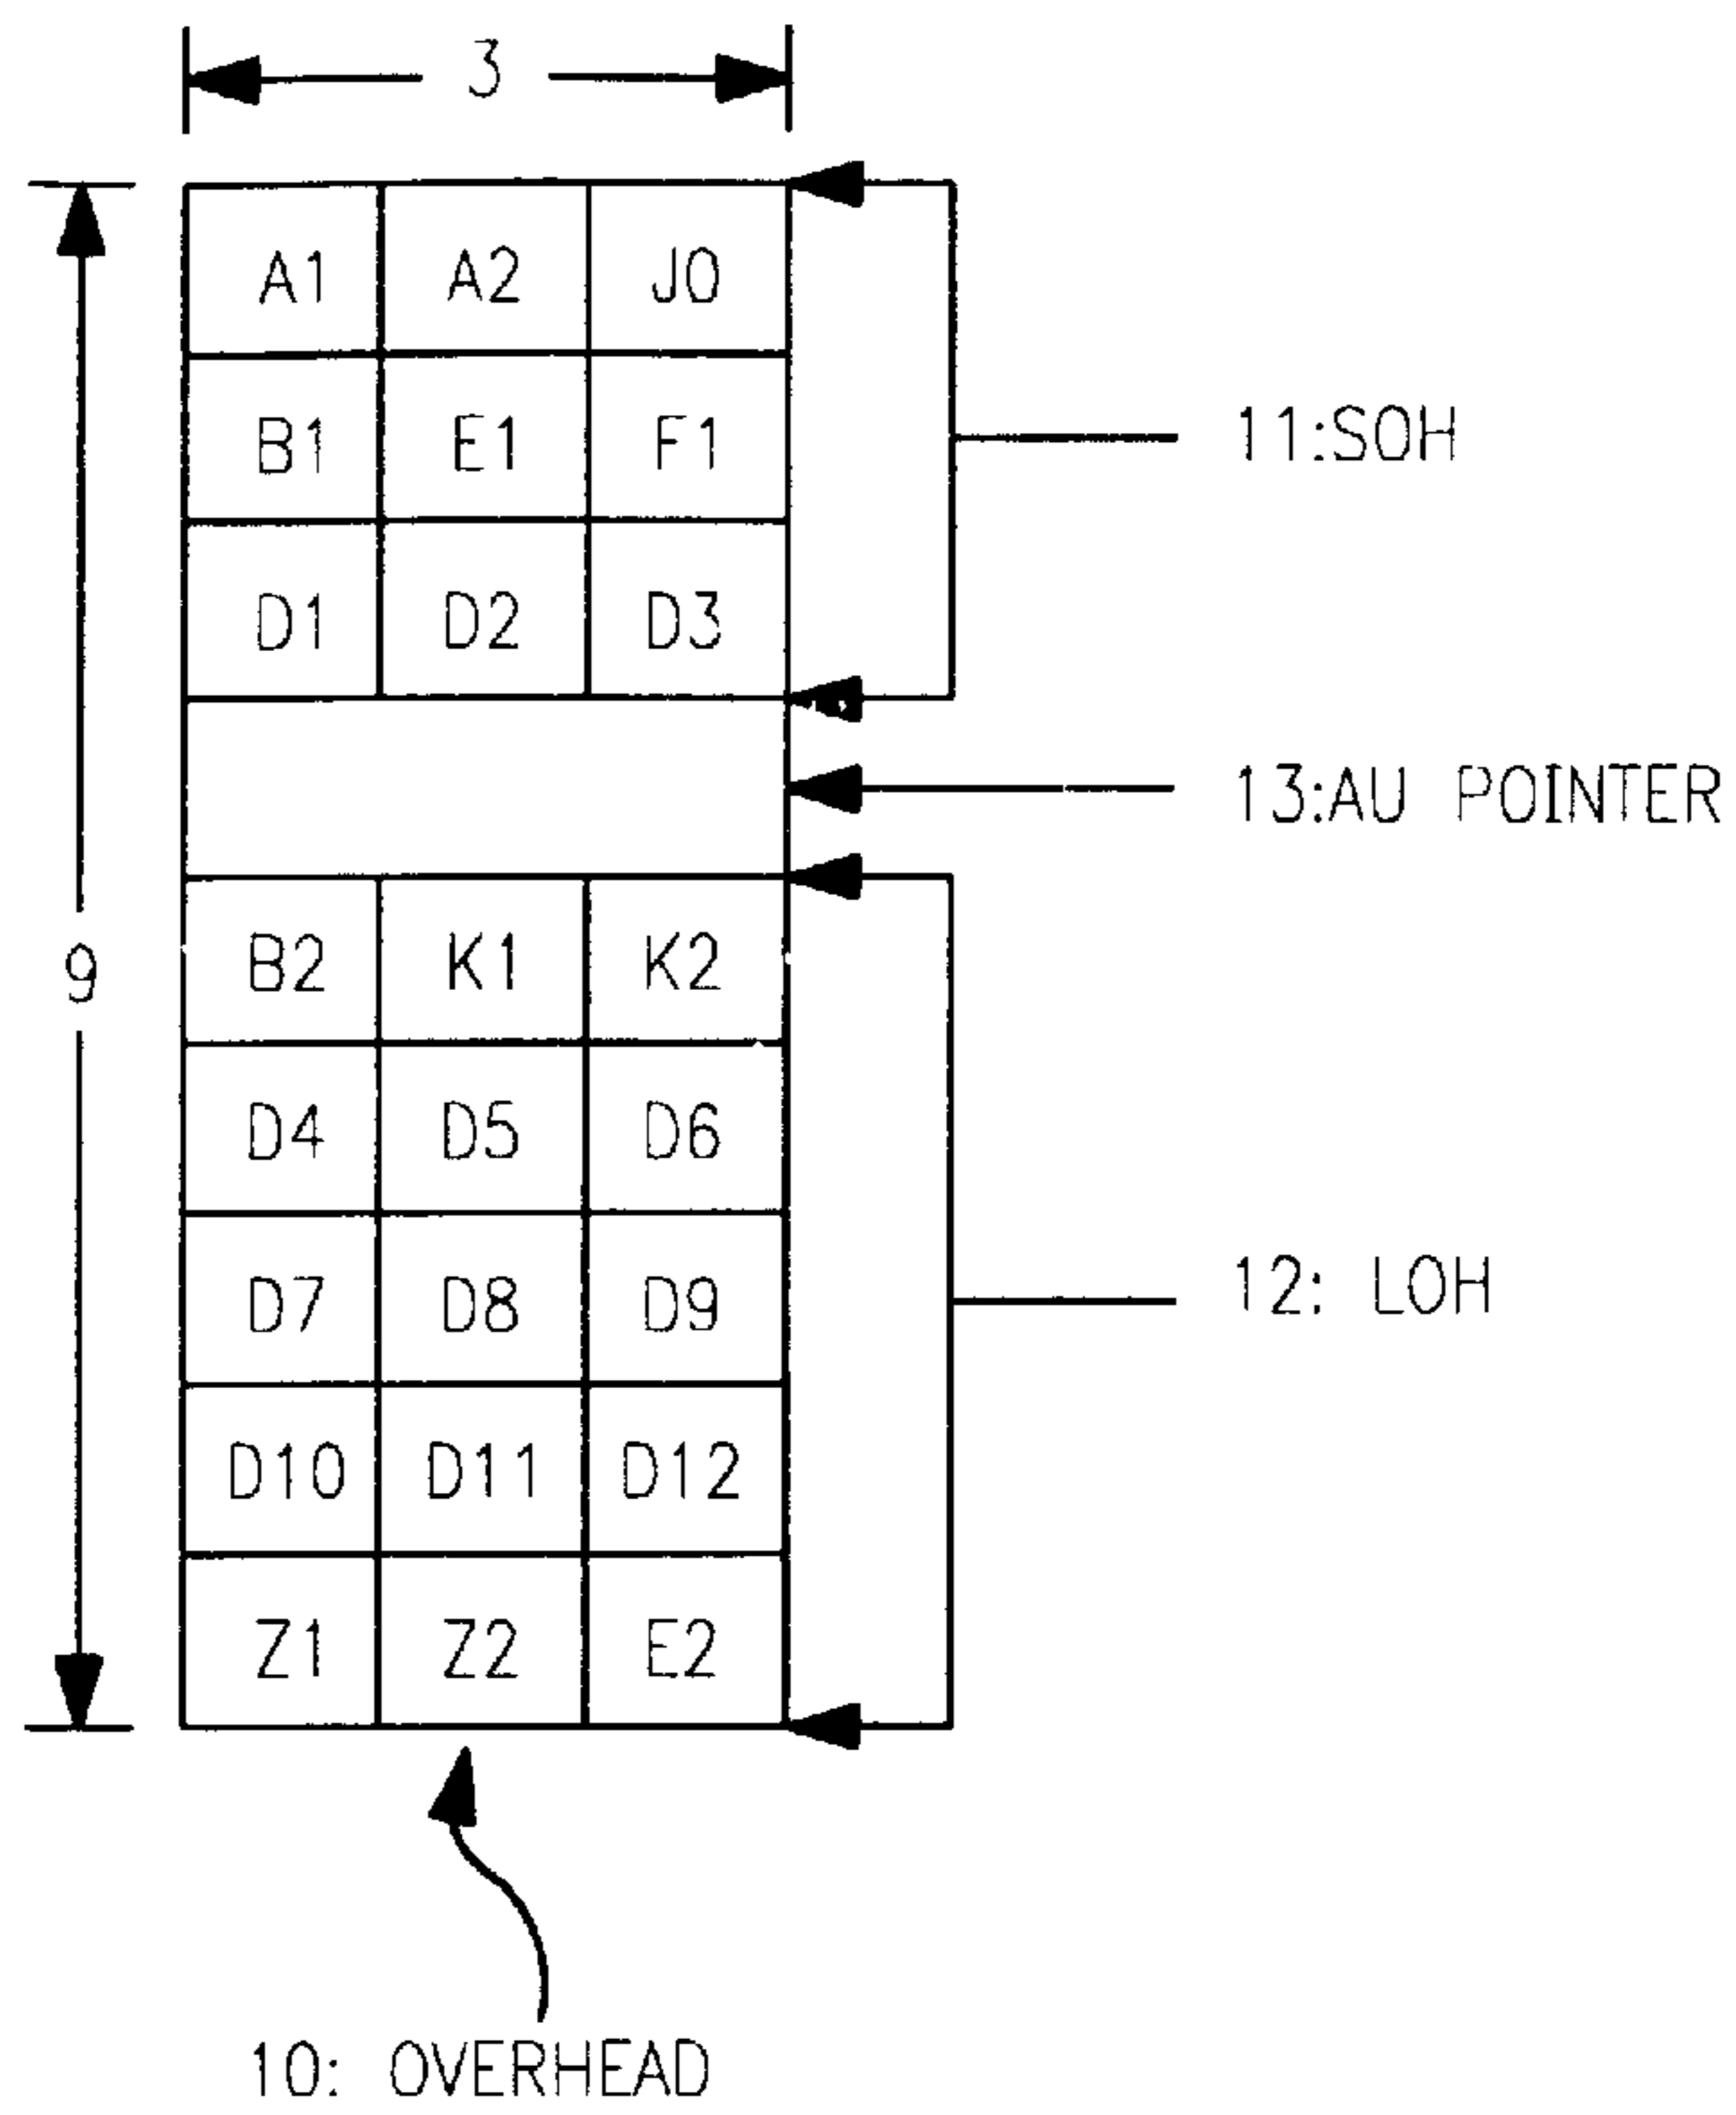 3
A1 A2 J0
B1 E1 F1
11:SOH
D1 D2 D3
13:AU POINTER
9
B2 K1 K2
D4 D5 D6
D7 D8 D9
12: LOH
D10 D11 D12
Z1 Z2 E2
10: OVERHEAD